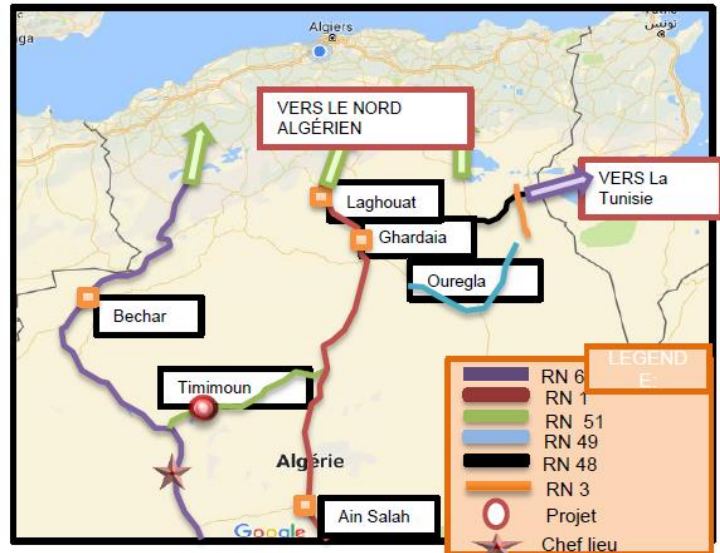 Algiers
تونس
VERS LE NORD
ALGÉRIEN
VERS La
Tunisie
Laghouat
Ghardaia
Ouregla
Bechar
Timimoun
Algérie
Ain Salah
Google
LEGEND
E:
RN 6
RN 1
RN 51
RN 49
RN 48
RN 3
Projet
Chef lieu